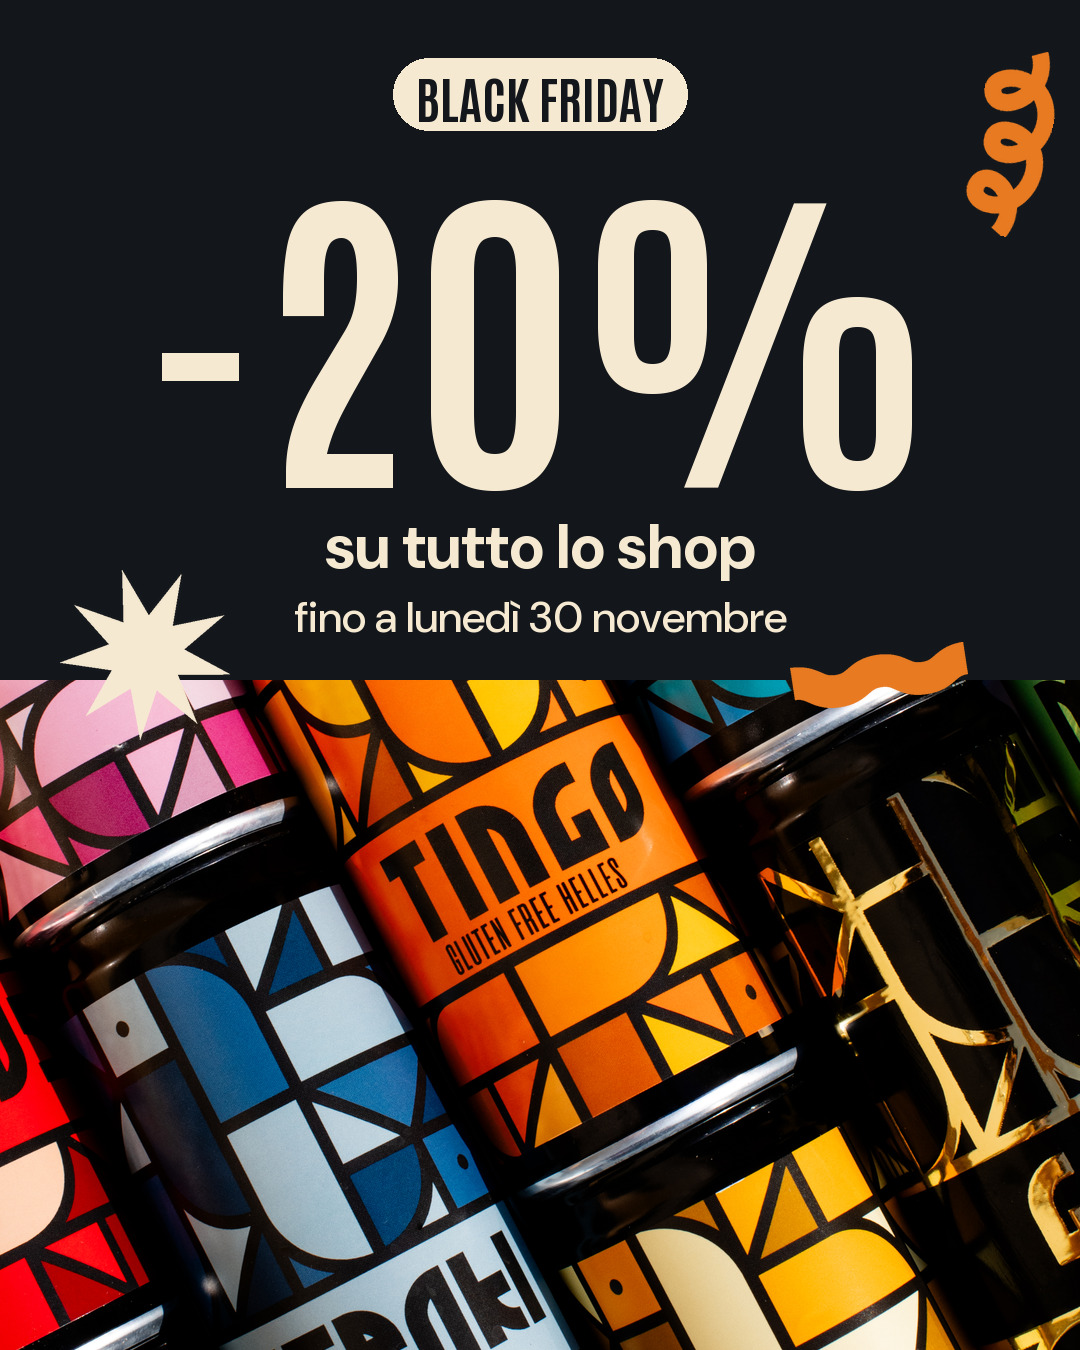 BLACK FRIDAY
-20%
su tutto lo shop
fino a lunedì 30 novembre
TINGO
GLUTEN FREE HELLES